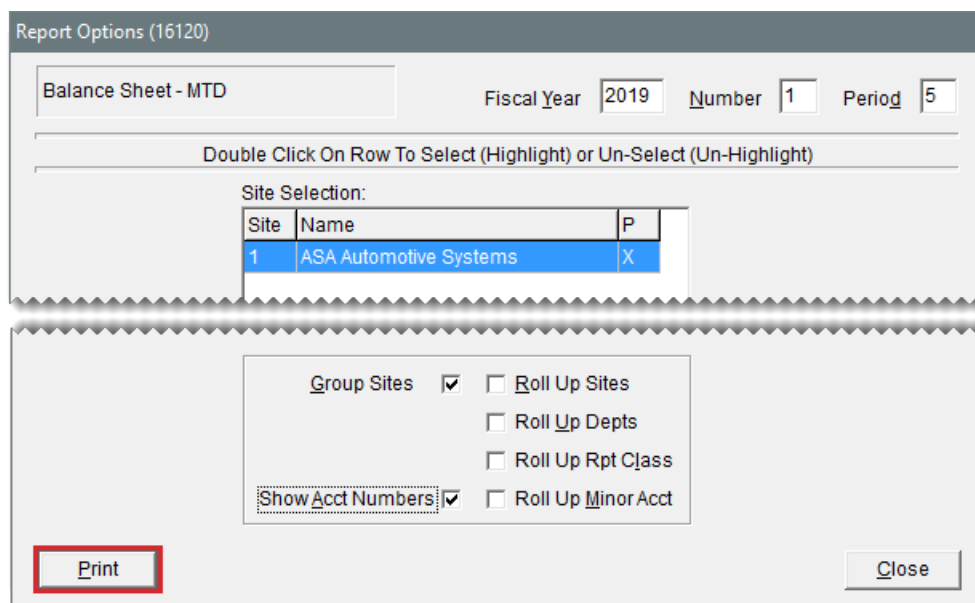 Report Options (16120)
Balance Sheet - MTD
Fiscal Year 2019 Number 1 Period 5
Double Click On Row To Select (Highlight) or Un-Select (Un-Highlight)
Site Selection:
Site Name P
1 ASA Automotive Systems X
Group Sites Roll Up Sites
Roll Up Depts
Roll Up Rpt Class
Show Acct Numbers Roll Up Minor Acct
Print Close